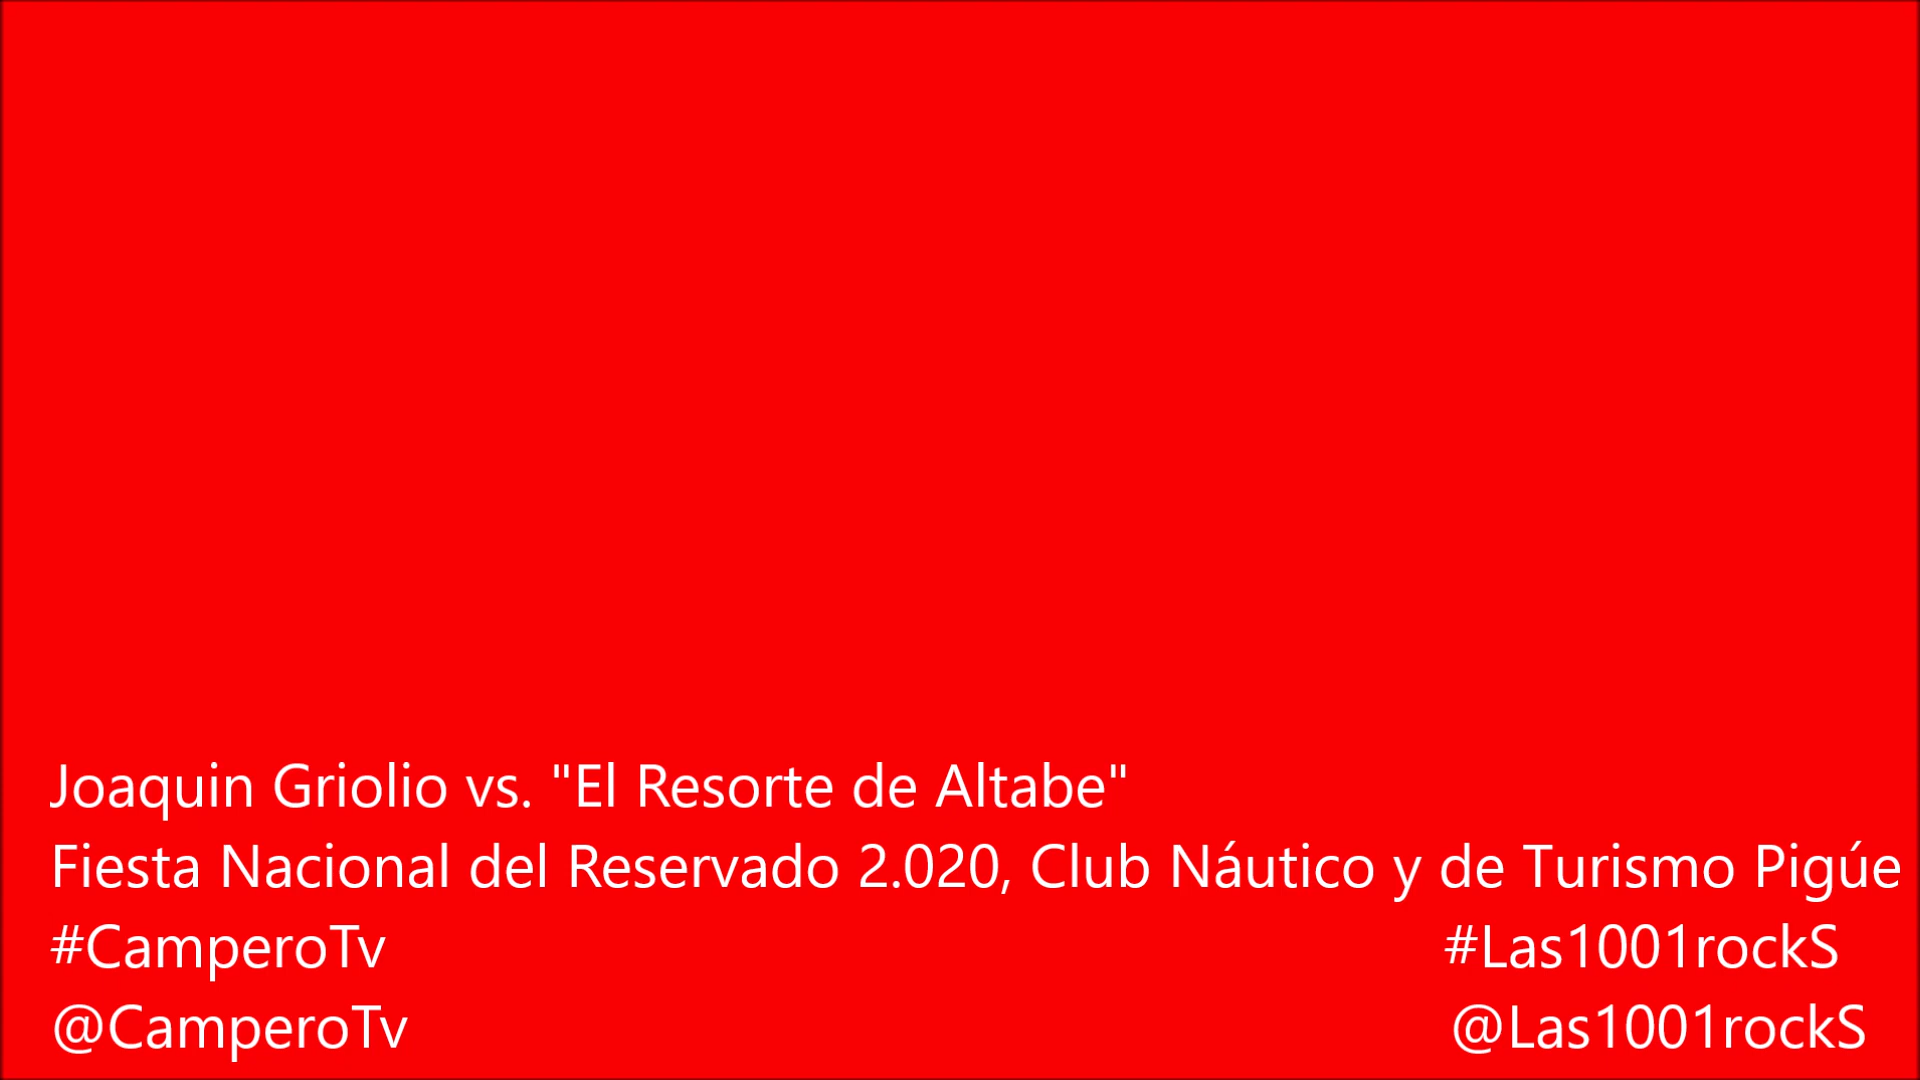 Joaquin Griolio vs. "El Resorte de Altabe"
Fiesta Nacional del Reservado 2.020, Club Náutico y de Turismo Pigúe
#CamperoTv #Las1001rockS
@CamperoTv @Las1001rockS